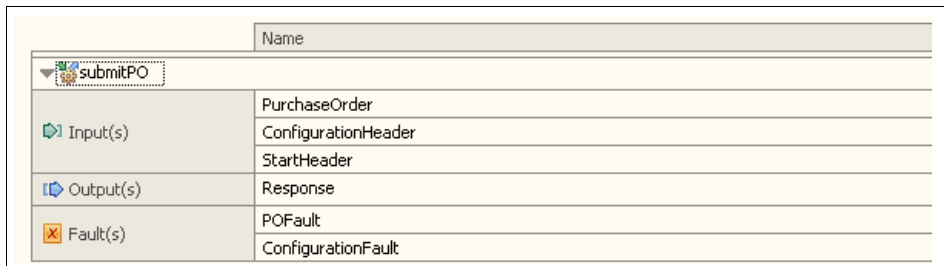 Name
submitPO
Input(s)
PurchaseOrder
ConfigurationHeader
StartHeader
Output(s)
Response
Fault(s)
POFault
ConfigurationFault